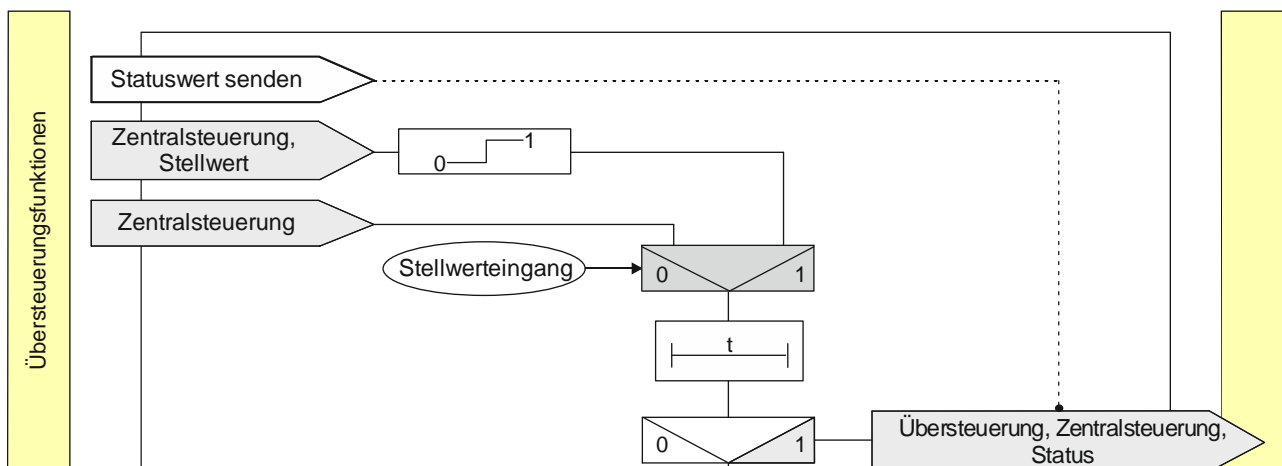 Übersteuerungsfunktionen
Statuswert senden
Zentralsteuerung,
Stellwert
0 1
Zentralsteuerung
Stellwerteingang
0 1
t
0 1
Übersteuerung, Zentralsteuerung,
Status